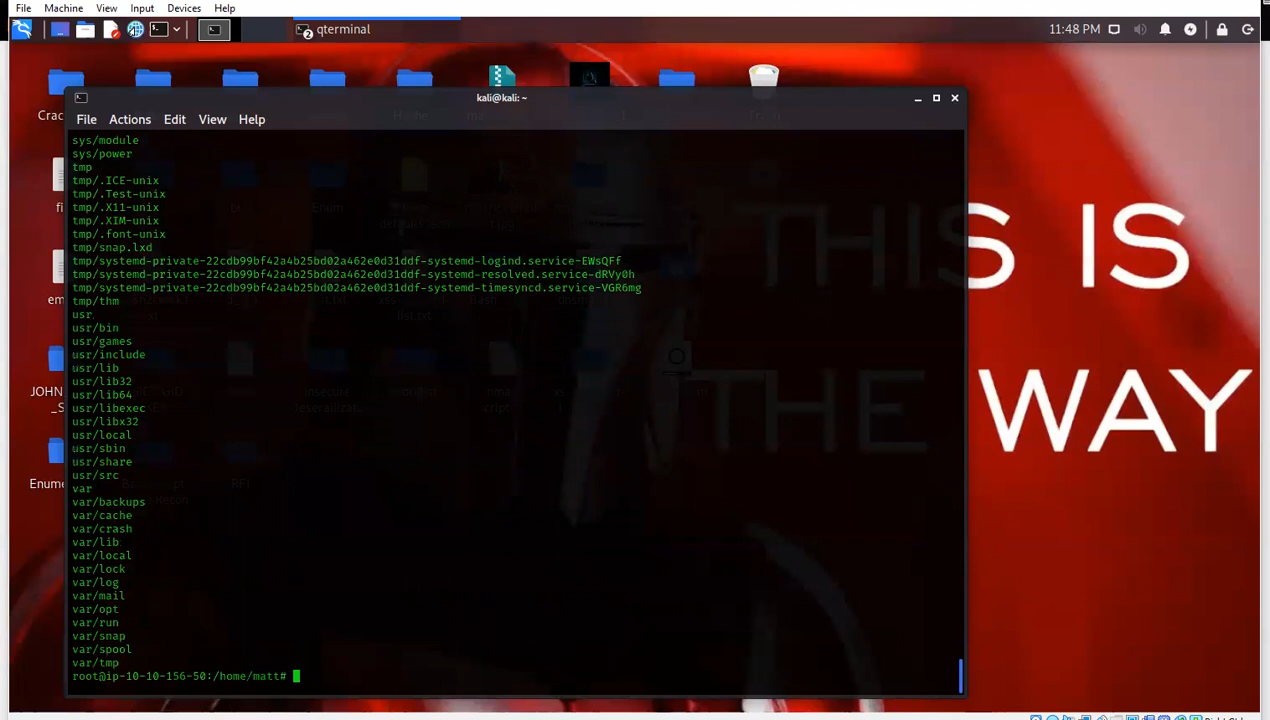 File Machine View Input Devices Help
qterminal
11:48 PM
kali@kali: ~
File Actions Edit View Help
sys/module
sys/power
tmp
tmp/.ICE-unix
tmp/.Test-unix
tmp/.X11-unix
tmp/.XIM-unix
tmp/.font-unix
tmp/snap.lxd
tmp/systemd-private-22cdb99bf42a4b25bd02a462e0d31ddf-systemd-logind.service-EWsQFf
tmp/systemd-private-22cdb99bf42a4b25bd02a462e0d31ddf-systemd-resolved.service-dRVy0h
tmp/systemd-private-22cdb99bf42a4b25bd02a462e0d31ddf-systemd-timesyncd.service-VGR6mg
tmp/thm
usr
usr/bin
usr/games
usr/include
usr/lib
usr/lib32
usr/lib64
usr/libexec
usr/libx32
usr/local
usr/sbin
usr/share
usr/src
var
var/backups
var/cache
var/crash
var/lib
var/local
var/lock
var/log
var/mail
var/opt
var/run
var/snap
var/spool
var/tmp
root@ip-10-10-156-50:/home/matt#
THIS IS
THE WAY
Crac
fi
em
JOHN
_S
Enume